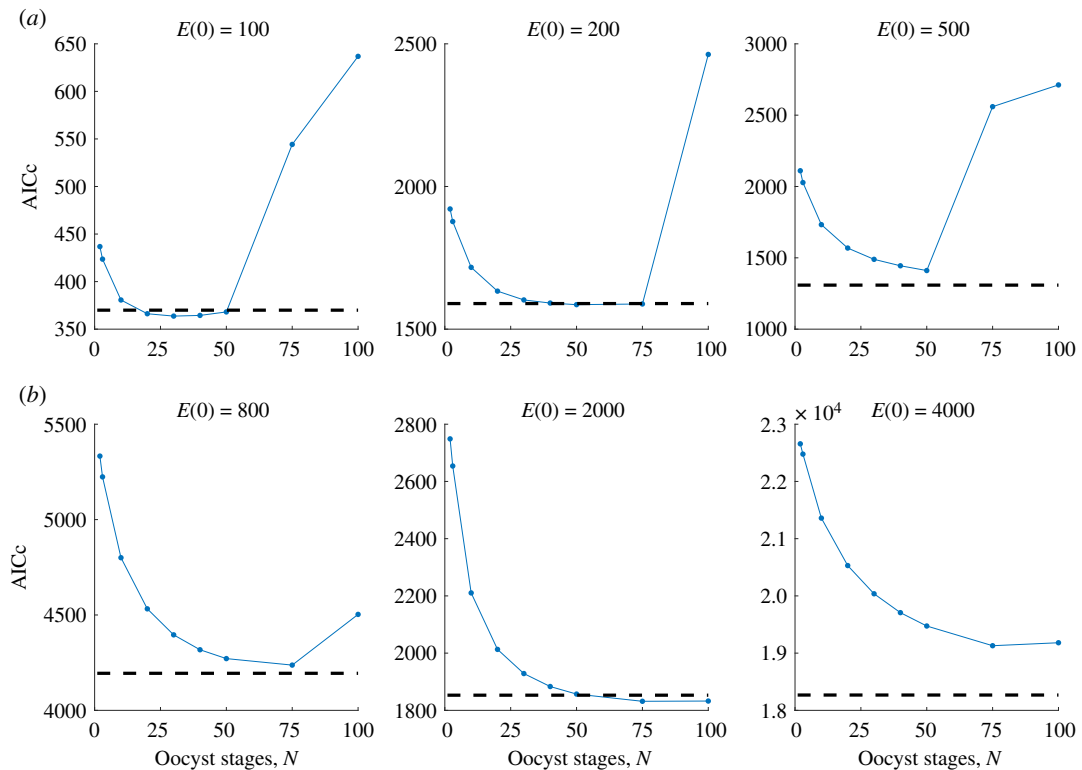 (a)
E(0) = 100
E(0) = 200
E(0) = 500
AICc
650
600
550
500
450
400
350
0 25 50 75 100
2500
2000
1500
0 25 50 75 100
3000
2500
2000
1500
1000
0 25 50 75 100
(b)
E(0) = 800
E(0) = 2000
E(0) = 4000
AICc
5500
5000
4500
4000
0 25 50 75 100
Oocyst stages, N
2800
2600
2400
2200
2000
1800
0 25 50 75 100
Oocyst stages, N
× 10⁴
2.3
2.2
2.1
2.0
1.9
1.8
0 25 50 75 100
Oocyst stages, N